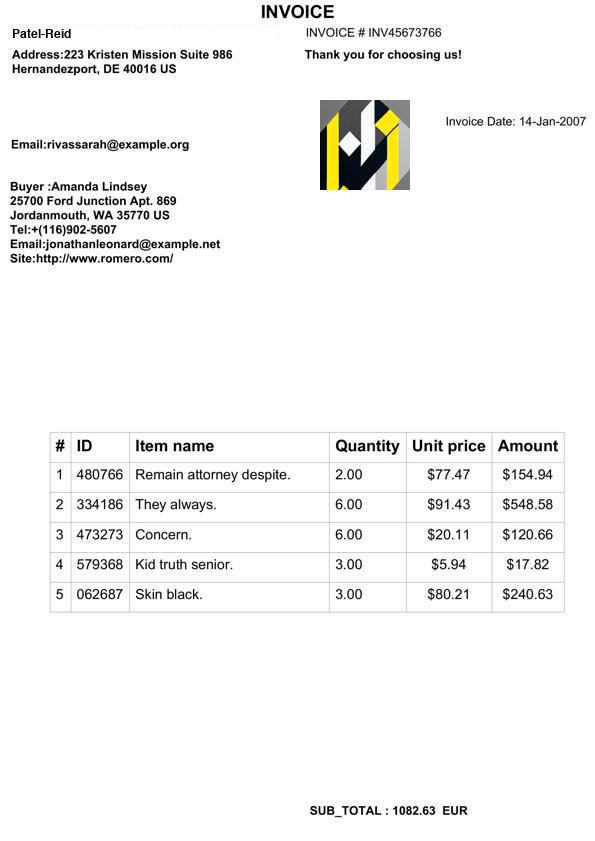 INVOICE
Patel-Reid
INVOICE # INV45673766
Address:223 Kristen Mission Suite 986
Hernandezport, DE 40016 US
Thank you for choosing us!
Invoice Date: 14-Jan-2007
Email:rivassarah@example.org
Buyer :Amanda Lindsey
25700 Ford Junction Apt. 869
Jordanmouth, WA 35770 US
Tel:+(116)902-5607
Email:jonathanleonard@example.net
Site:http://www.romero.com/
# ID Item name Quantity Unit price Amount
1 480766 Remain attorney despite. 2.00 $77.47 $154.94
2 334186 They always. 6.00 $91.43 $548.58
3 473273 Concern. 6.00 $20.11 $120.66
4 579368 Kid truth senior. 3.00 $5.94 $17.82
5 062687 Skin black. 3.00 $80.21 $240.63
SUB_TOTAL : 1082.63 EUR